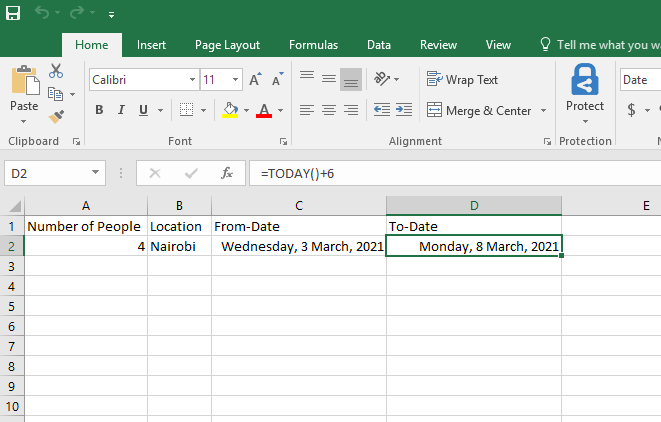 Home Insert Page Layout Formulas Data Review View Tell me what you wa
Calibri 11 A A Wrap Text Date
Paste B I U A Merge & Center Protect $
Clipboard Font Alignment Protection
D2 fx =TODAY()+6
A B C D E
1 Number of People Location From-Date To-Date
2 4 Nairobi Wednesday, 3 March, 2021 Monday, 8 March, 2021
3
4
5
6
7
8
9
10